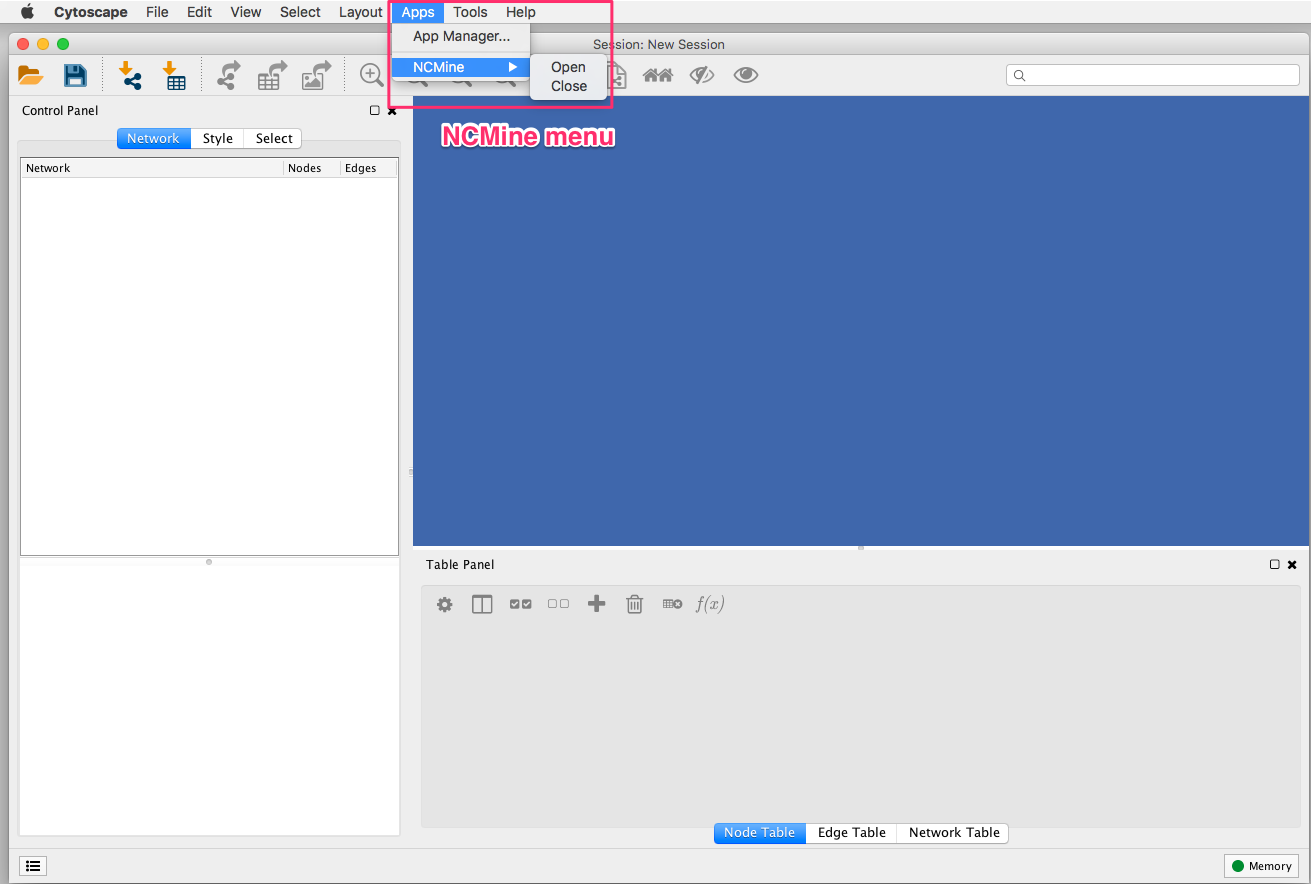 Cytoscape File Edit View Select Layout Apps Tools Help
App Manager...
Session: New Session
NCMine
Open
Close
Control Panel
NCMine menu
Network Style Select
Network Nodes Edges
Table Panel
f(x)
Node Table Edge Table Network Table
Memory